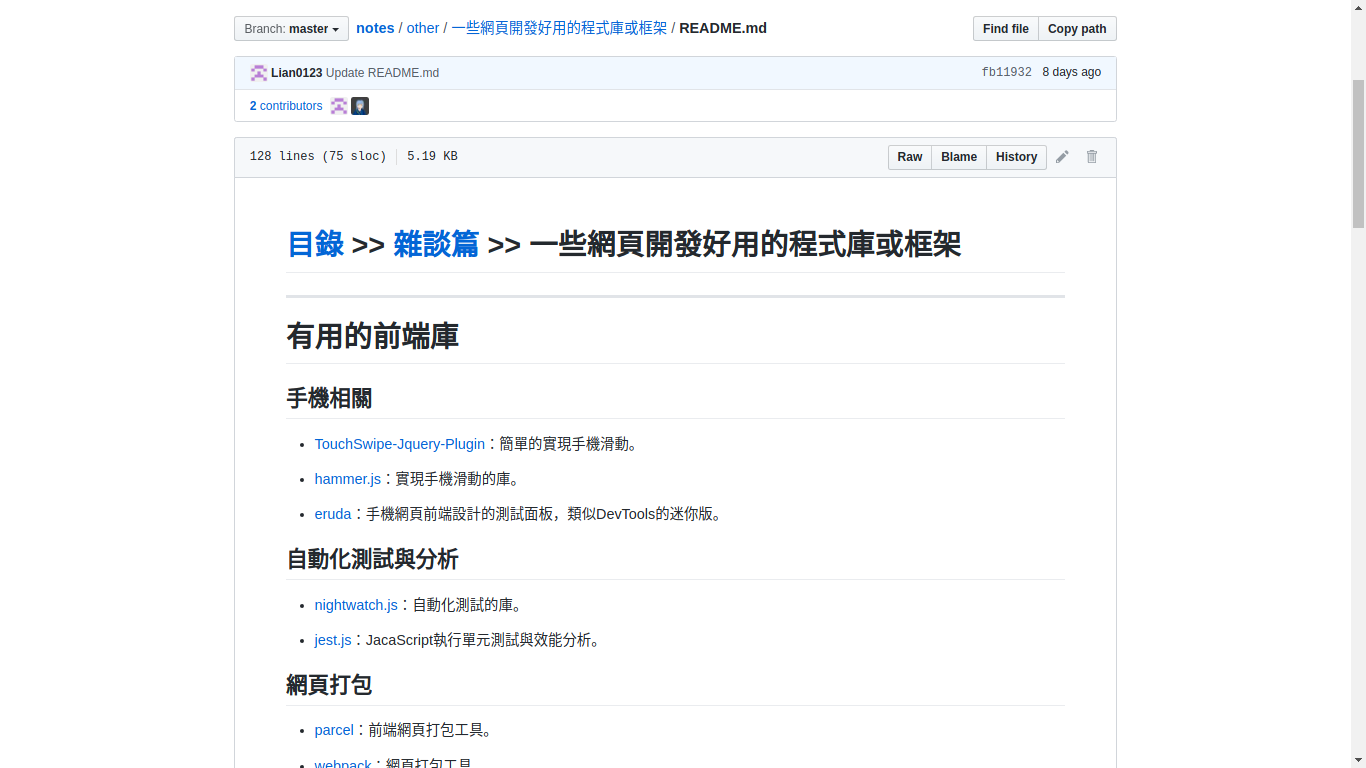 Branch: master notes / other / 一些網頁開發好用的程式庫或框架 / README.md Find file Copy path
Lian0123 Update README.md fb11932 8 days ago
2 contributors
128 lines (75 sloc) 5.19 KB Raw Blame History
目錄 >> 雜談篇 >> 一些網頁開發好用的程式庫或框架
有用的前端庫
手機相關
TouchSwipe-Jquery-Plugin：簡單的實現手機滑動。
hammer.js：實現手機滑動的庫。
eruda：手機網頁前端設計的測試面板，類似DevTools的迷你版。
自動化測試與分析
nightwatch.js：自動化測試的庫。
jest.js：JacaScript執行單元測試與效能分析。
網頁打包
parcel：前端網頁打包工具。
webpack：網頁打包工具